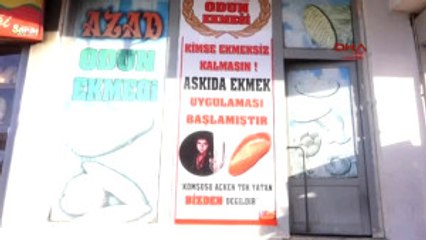 AZAD
ODUN
EKMEĞİ
ODUN
EKMEĞİ
KİMSE EKMEKSİZ
KALMASIN !
ASKIDA EKMEK
UYGULAMASI
BAŞLAMIŞTIR
KOMŞUSU AÇKEN TOK YATAN
BİZDEN DEĞİLDİR
DHA